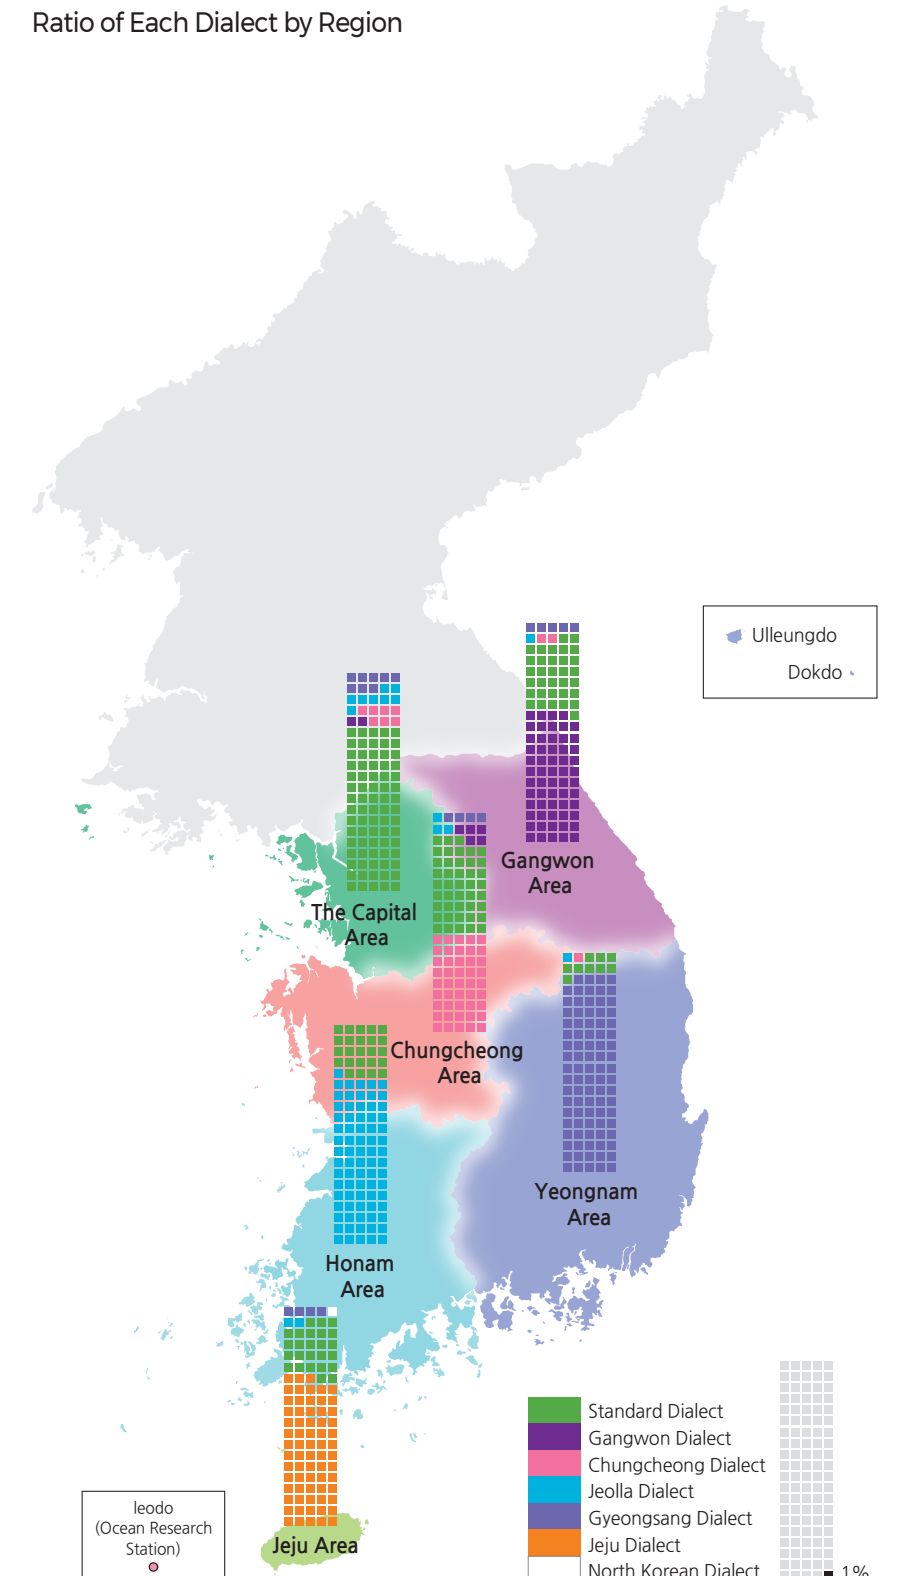 Ratio of Each Dialect by Region
Ulleungdo
Dokdo
Gangwon
Area
The Capital
Area
Chungcheong
Area
Yeongnam
Area
Honam
Area
Jeju Area
Ieodo
(Ocean Research
Station)
Standard Dialect
Gangwon Dialect
Chungcheong Dialect
Jeolla Dialect
Gyeongsang Dialect
Jeju Dialect
North Korean Dialect
1%